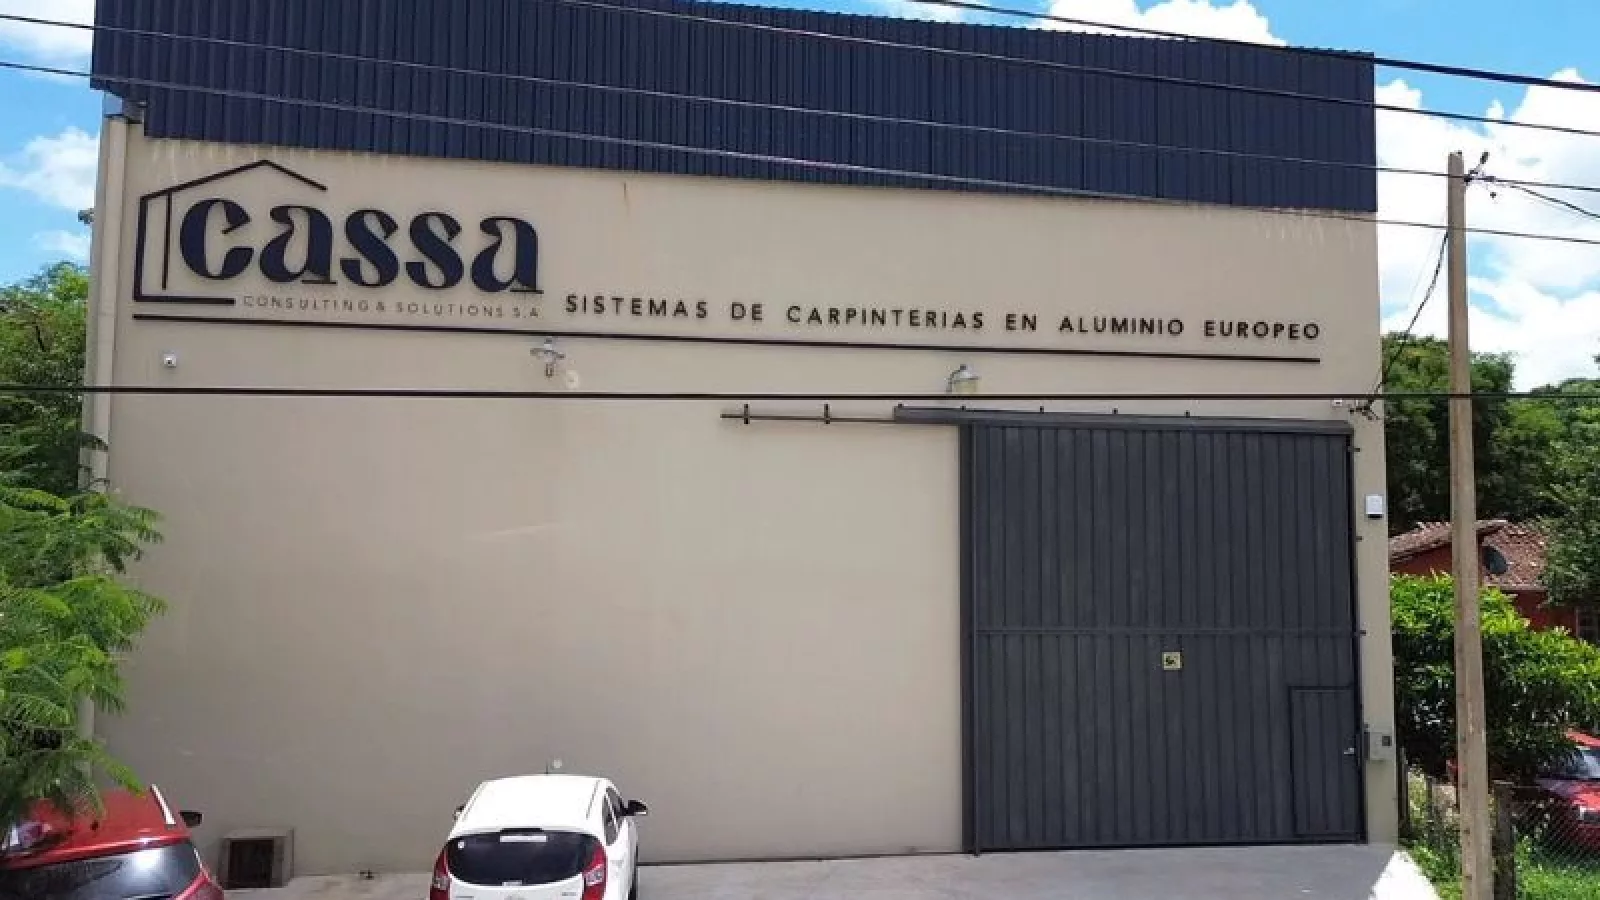 cassa
CONSULTING & SOLUTIONS S.A
SISTEMAS DE CARPINTERIAS EN ALUMINIO EUROPEO